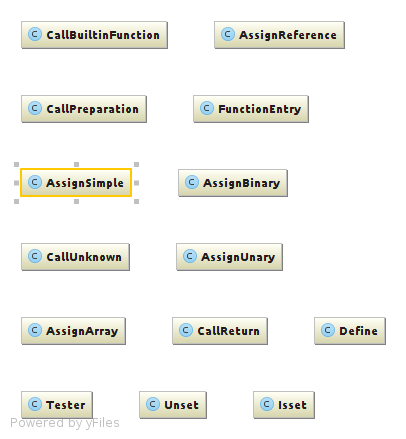 C CallBuiltinFunction C AssignReference
C CallPreparation C FunctionEntry
C AssignSimple C AssignBinary
C CallUnknown C AssignUnary
C AssignArray C CallReturn C Define
C Tester C Unset C Isset
Powered by yFiles